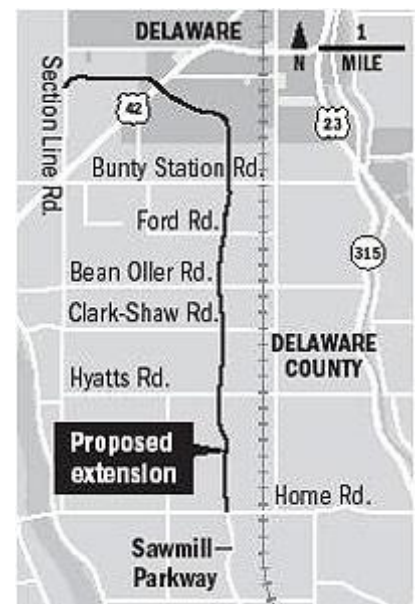 DELAWARE
1
MILE
N
Section Line Rd.
42
23
Bunty Station Rd.
Ford Rd.
315
Bean Oller Rd.
Clark-Shaw Rd.
DELAWARE
COUNTY
Hyatts Rd.
Proposed
extension
Home Rd.
Sawmill
Parkway